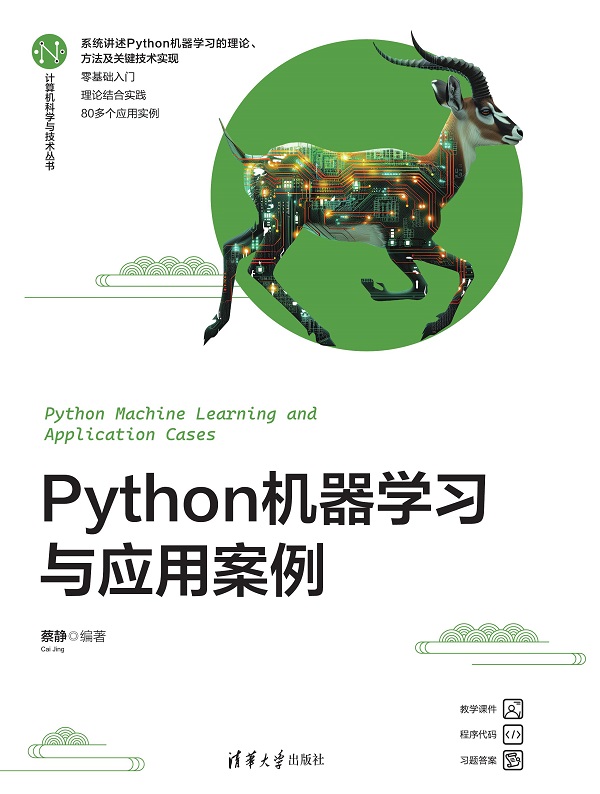 系统讲述Python机器学习的理论、
方法及关键技术实现
零基础入门
理论结合实践
80多个应用实例
计算机科学与技术丛书
Python Machine Learning and
Application Cases
Python机器学习
与应用案例
蔡静◎编著
Cai Jing
教学课件
程序代码
习题答案
清华大学出版社